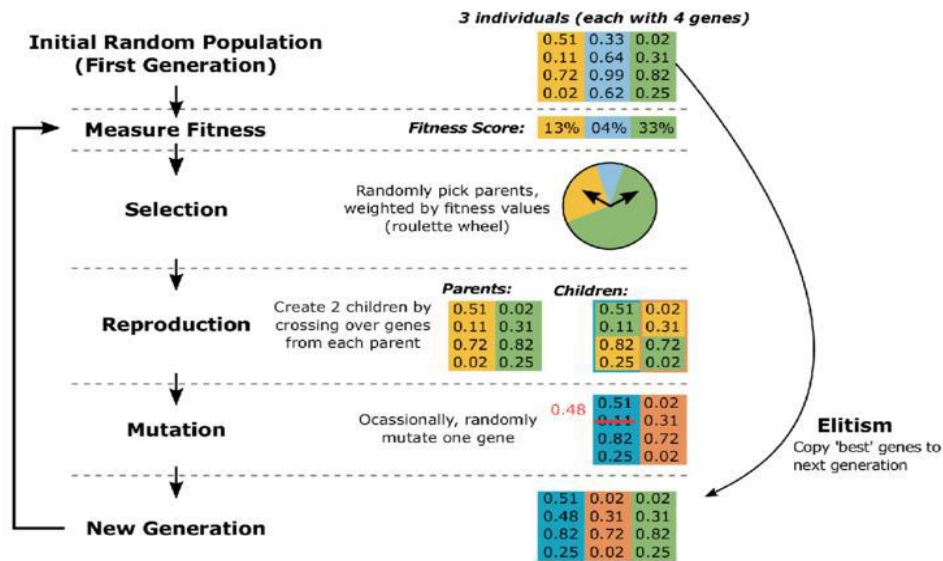 3 individuals (each with 4 genes)
Initial Random Population
(First Generation)
0.51 0.33 0.02
0.11 0.64 0.31
0.72 0.99 0.82
0.02 0.62 0.25
Measure Fitness
Fitness Score: 13% 04% 33%
Selection
Randomly pick parents,
weighted by fitness values
(roulette wheel)
Reproduction
Create 2 children by
crossing over genes
from each parent
Parents:
0.51 0.02
0.11 0.31
0.72 0.82
0.02 0.25
Children:
0.51 0.02
0.11 0.31
0.82 0.72
0.25 0.02
Mutation
Ocassionally, randomly
mutate one gene
0.48
0.51 0.02
0.11 0.31
0.82 0.72
0.25 0.02
Elitism
Copy 'best' genes to
next generation
New Generation
0.51 0.02 0.02
0.48 0.31 0.31
0.82 0.72 0.82
0.25 0.02 0.25